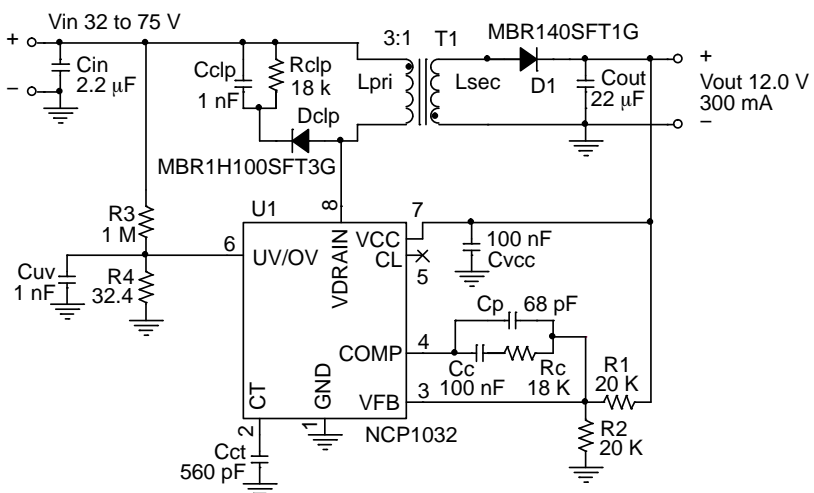 Vin 32 to 75 V
3:1 T1
MBR140SFT1G
+
+
Cin
2.2 μF
Cclp
1 nF
Rclp
18 k
Lpri
Lsec
D1
Cout
22 μF
Vout 12.0 V
300 mA
–
–
Dclp
MBR1H100SFT3G
R3
1 M
U1
8
7
6
UV/OV
VDRAIN
VCC
CL
5
100 nF
Cvcc
Cuv
1 nF
R4
32.4
Cp 68 pF
COMP
4
Cc
100 nF
Rc
18 K
R1
20 K
CT
GND
VFB
3
2
1
NCP1032
R2
20 K
Cct
560 pF